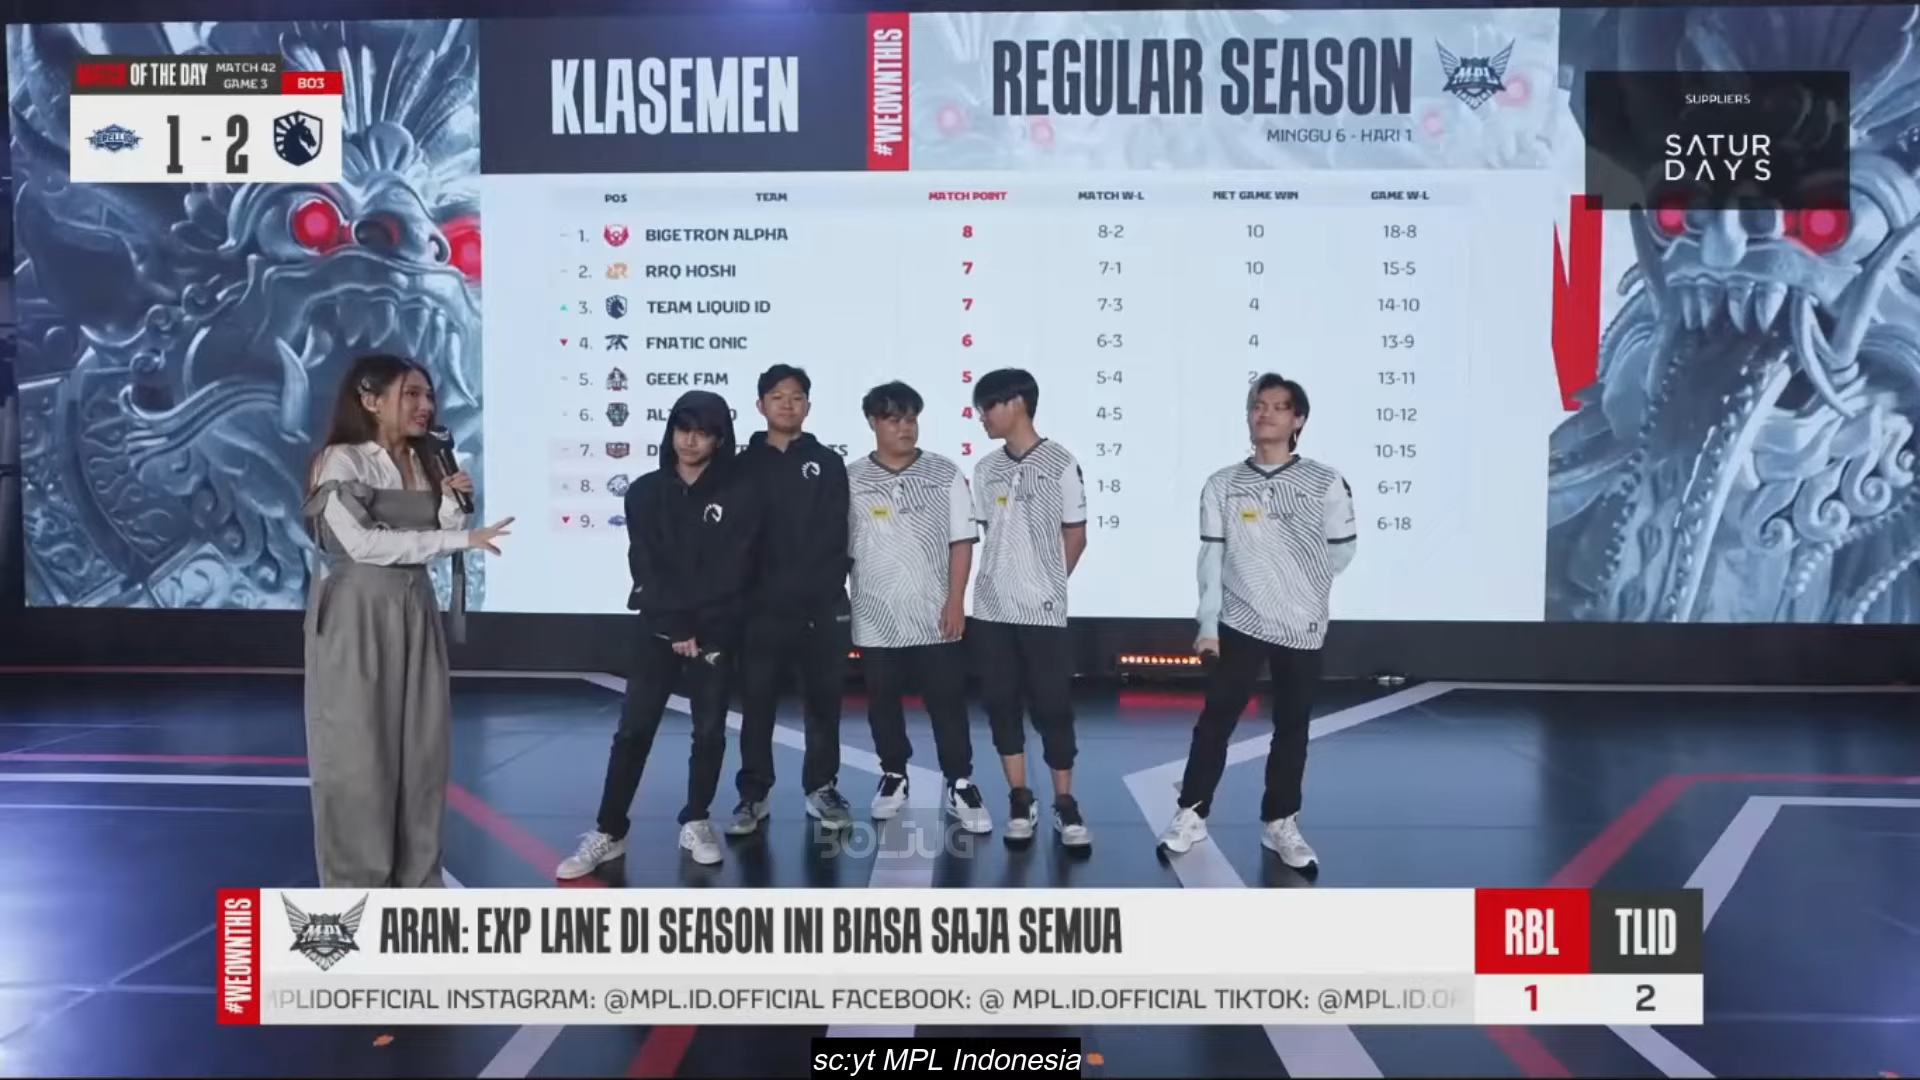 MATCH OF THE DAY
MATCH 42
GAME 3
BO3
REBELLION
1 - 2
KLASEMEN
#WEOWNTHIS
REGULAR SEASON
MPL
MINGGU 6 - HARI 1
SUPPLIERS
SATUR
DAYS
POS TEAM MATCH POINT MATCH W-L NET GAME WIN GAME W-L
1. BIGETRON ALPHA 8 8-2 10 18-8
2. RRQ HOSHI 7 7-1 10 15-5
3. TEAM LIQUID ID 7 7-3 4 14-10
4. FNATIC ONIC 6 6-3 4 13-9
5. GEEK FAM 5 5-4 2 13-11
6. 4 4-5 10-12
7. 3 3-7 10-15
8. 1-8 6-17
9. 1-9 6-18
BOLJUG
#WEOWNTHIS
MPL
ARAN: EXP LANE DI SEASON INI BIASA SAJA SEMUA
RBL TLID
1 2
MPLIDOFFICIAL INSTAGRAM: @MPL.ID.OFFICIAL FACEBOOK: @ MPL.ID.OFFICIAL TIKTOK: @MPL.ID.OF
sc:yt MPL Indonesia